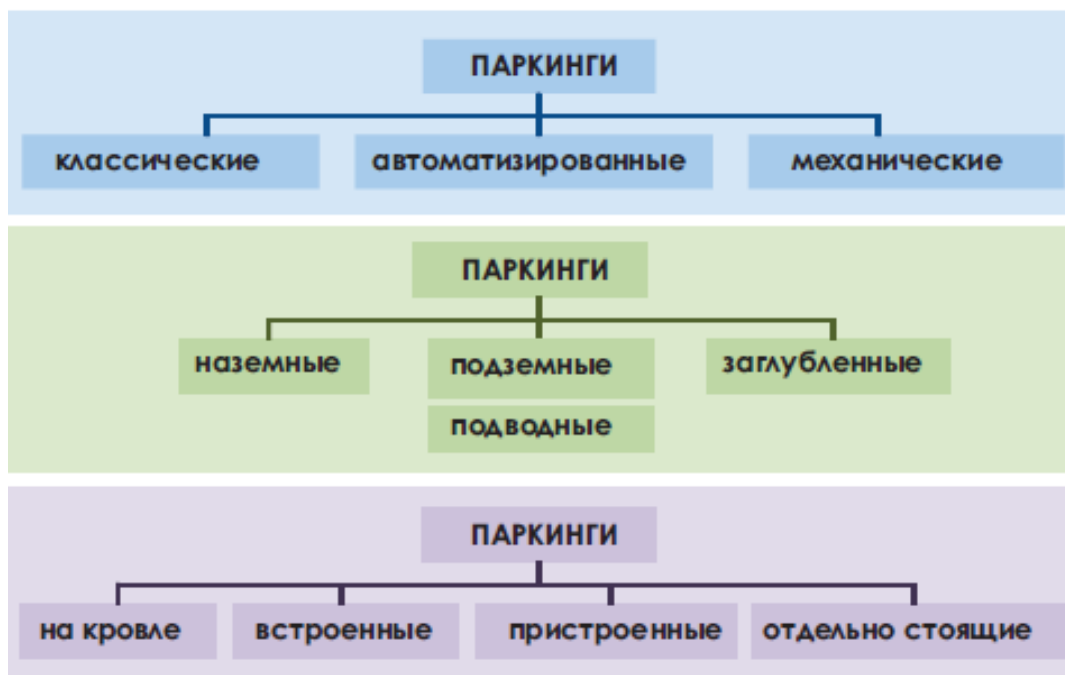 ПАРКИНГИ
классические автоматизированные механические
ПАРКИНГИ
наземные подземные заглубленные
подводные
ПАРКИНГИ
на кровле встроенные пристроенные отдельно стоящие